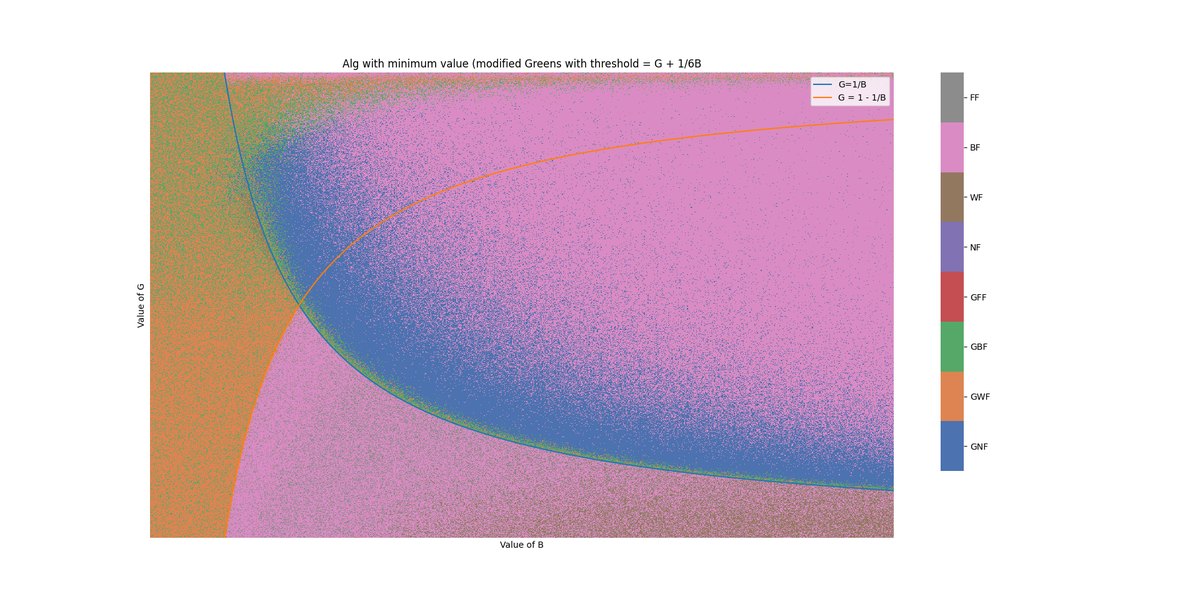 Alg with minimum value (modified Greens with threshold = G + 1/6B
G=1/B
G = 1 - 1/B
Value of G
Value of B
FF
BF
WF
NF
GFF
GBF
GWF
GNF